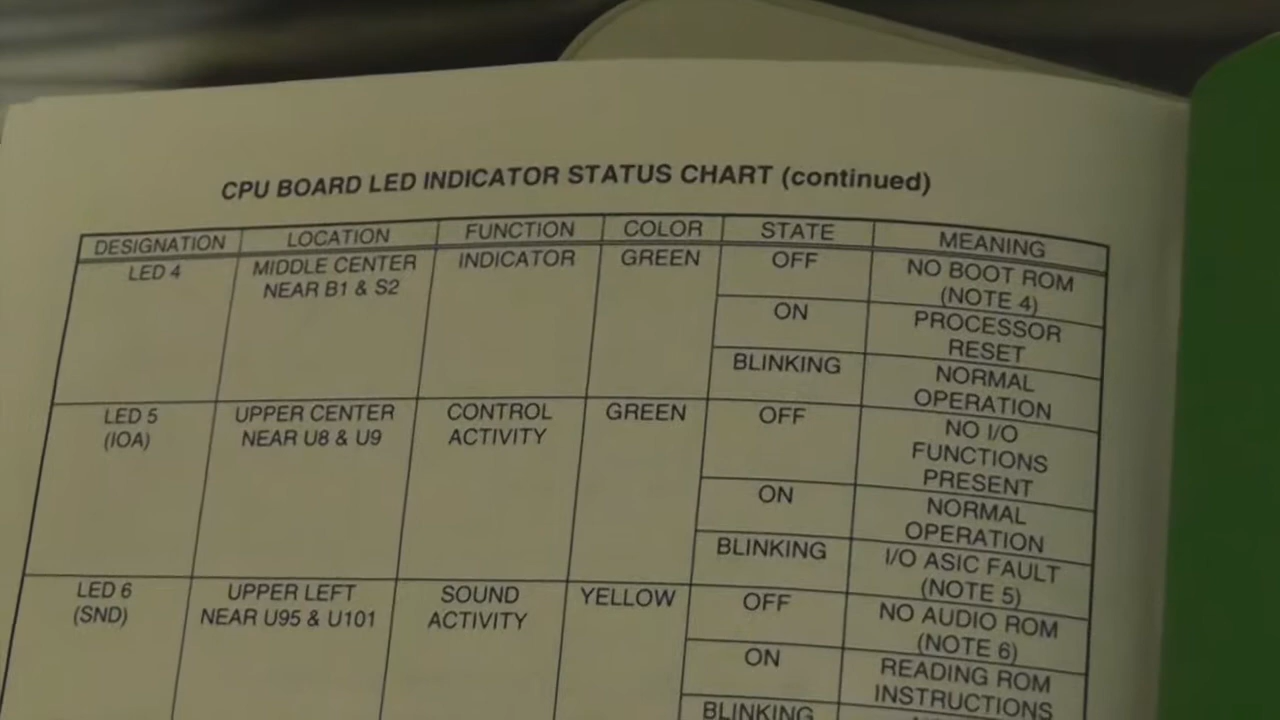 CPU BOARD LED INDICATOR STATUS CHART (continued)
DESIGNATION LOCATION FUNCTION COLOR STATE MEANING
LED 4 MIDDLE CENTER INDICATOR GREEN OFF NO BOOT ROM
NEAR B1 & S2 (NOTE 4)
ON PROCESSOR
RESET
BLINKING NORMAL
OPERATION
LED 5 UPPER CENTER CONTROL GREEN OFF NO I/O
(IOA) NEAR U8 & U9 ACTIVITY FUNCTIONS
PRESENT
ON NORMAL
OPERATION
BLINKING I/O ASIC FAULT
(NOTE 5)
LED 6 UPPER LEFT SOUND YELLOW OFF NO AUDIO ROM
(SND) NEAR U95 & U101 ACTIVITY (NOTE 6)
ON READING ROM
INSTRUCTIONS
BLINKING